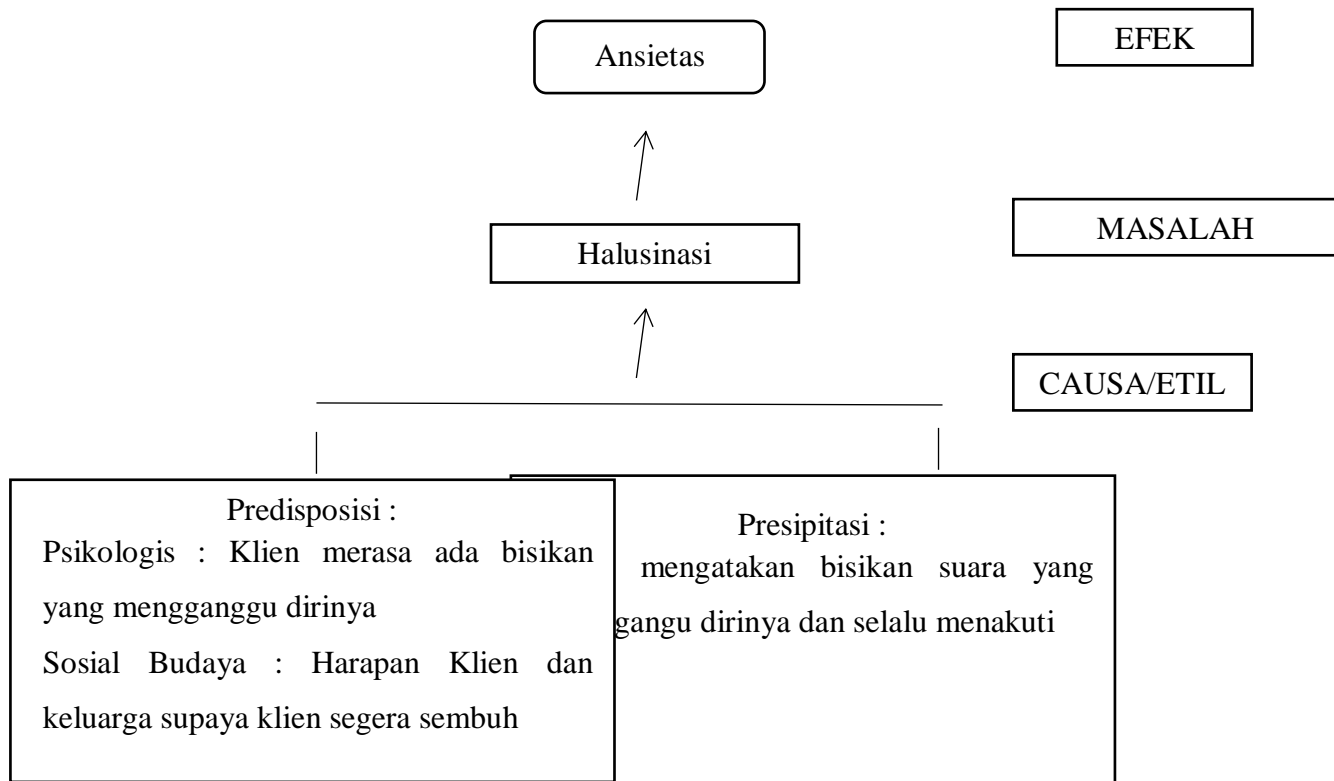 Ansietas
EFEK
Halusinasi
MASALAH
CAUSA/ETIL
Predisposisi :
Psikologis : Klien merasa ada bisikan
yang mengganggu dirinya
Sosial Budaya : Harapan Klien dan
keluarga supaya klien segera sembuh
Presipitasi :
mengatakan bisikan suara yang
dirinya dan selalu menakuti